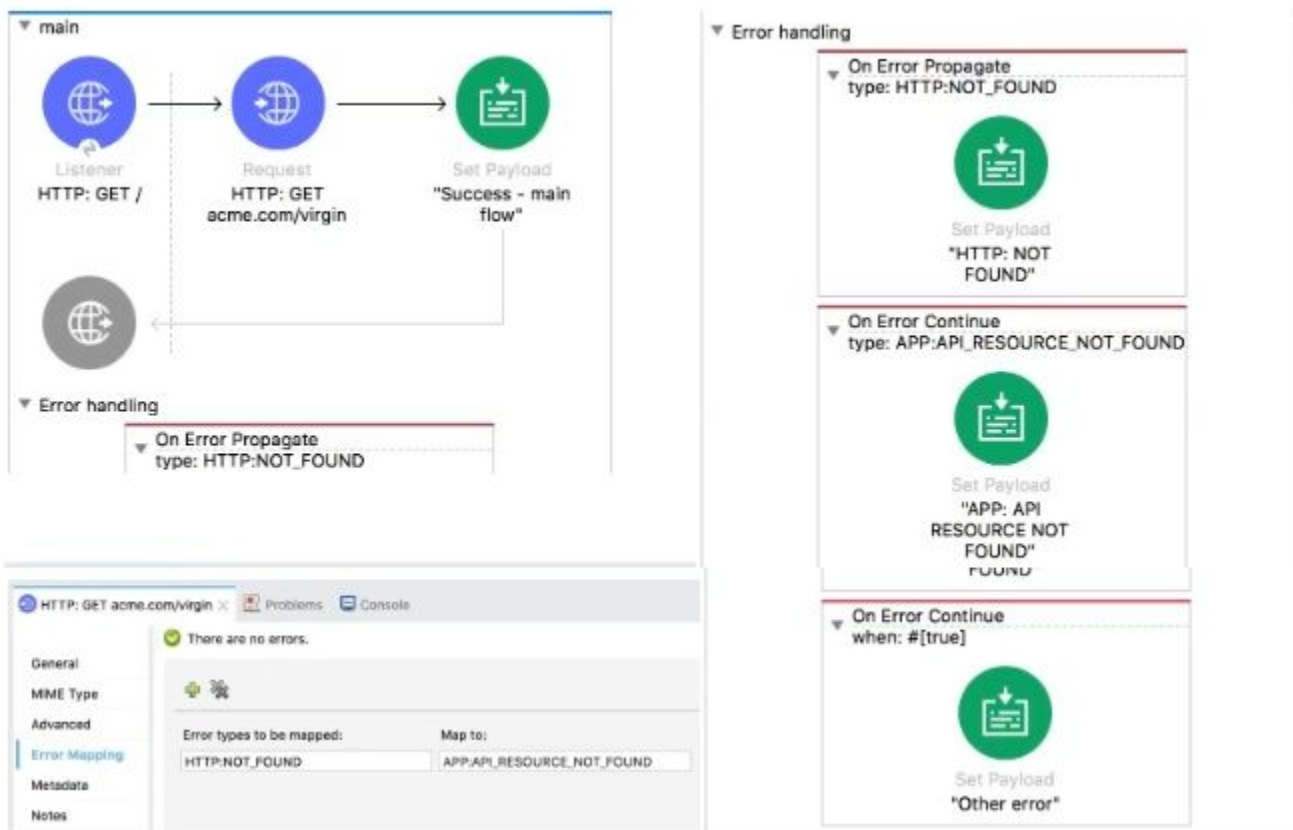 main
Listener
HTTP: GET /
Request
HTTP: GET
acme.com/virgin
Set Payload
"Success - main
flow"
Error handling
On Error Propagate
type: HTTP:NOT_FOUND
Error handling
On Error Propagate
type: HTTP:NOT_FOUND
Set Payload
"HTTP: NOT
FOUND"
On Error Continue
type: APP:API_RESOURCE_NOT_FOUND
Set Payload
"APP: API
RESOURCE NOT
FOUND"
FOUND
On Error Continue
when: #[true]
Set Payload
"Other error"
HTTP: GET acme.com/virgin
Problems
Console
There are no errors.
General
MIME Type
Advanced
Error Mapping
Metadata
Notes
Error types to be mapped:
Map to:
HTTP:NOT_FOUND
APP:API_RESOURCE_NOT_FOUND